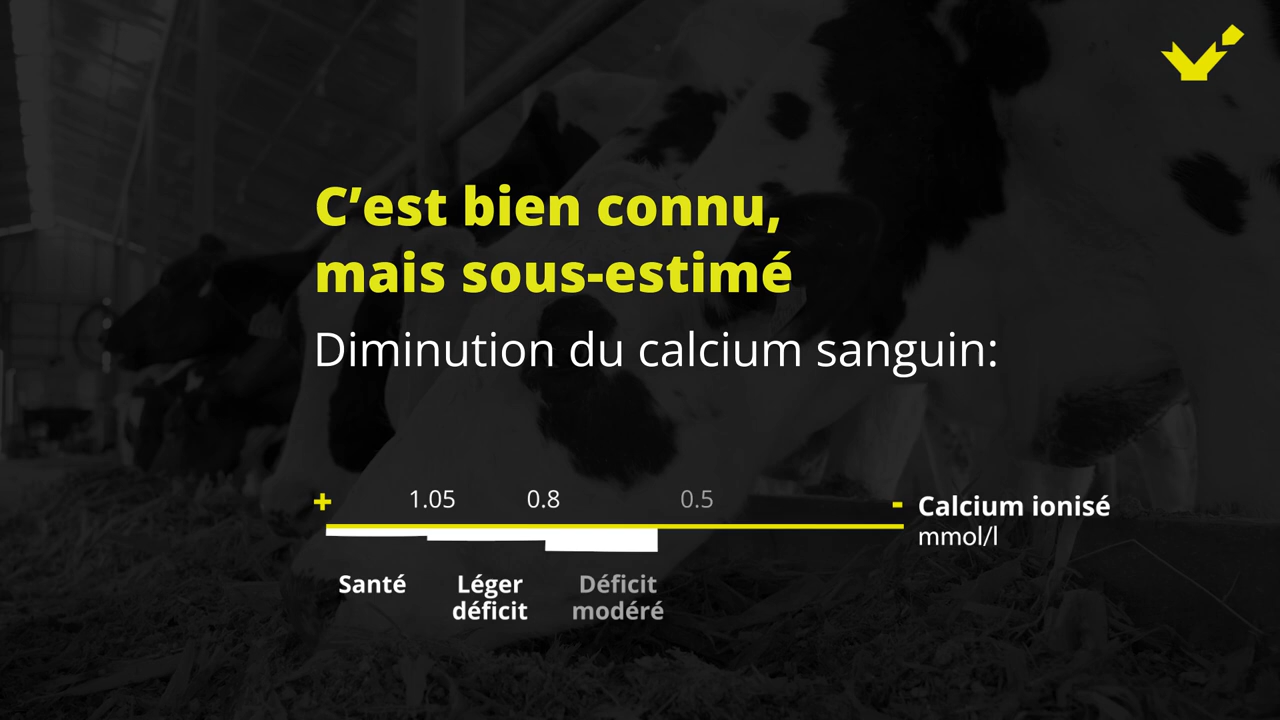 C’est bien connu,
mais sous-estimé
Diminution du calcium sanguin:
+ 1.05 0.8 0.5 - Calcium ionisé
mmol/l
Santé Léger Déficit
déficit modéré